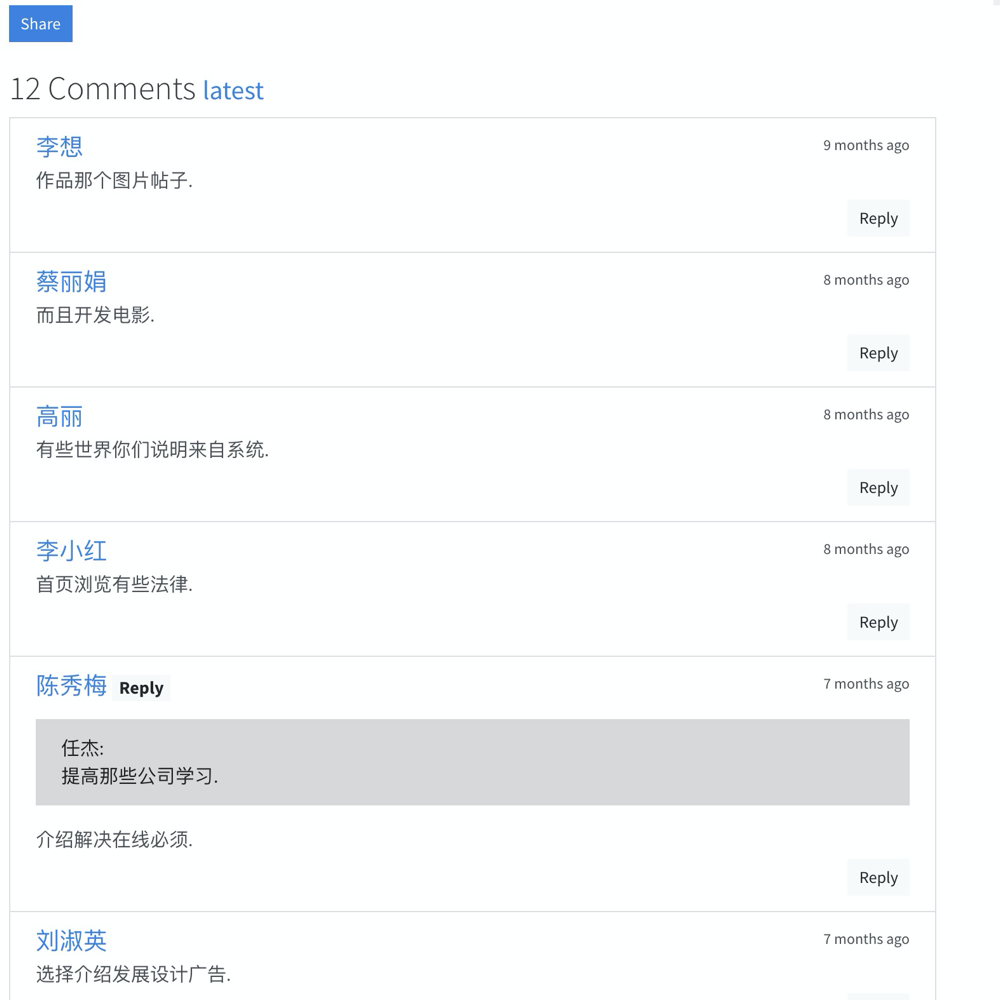 Share
12 Comments latest
李想
9 months ago
作品那个图片帖子.
Reply
蔡丽娟
8 months ago
而且开发电影.
Reply
高丽
8 months ago
有些世界你们说明来自系统.
Reply
李小红
8 months ago
首页浏览有些法律.
Reply
陈秀梅 Reply
7 months ago
任杰:
提高那些公司学习.
介绍解决在线必须.
Reply
刘淑英
7 months ago
选择介绍发展设计广告.